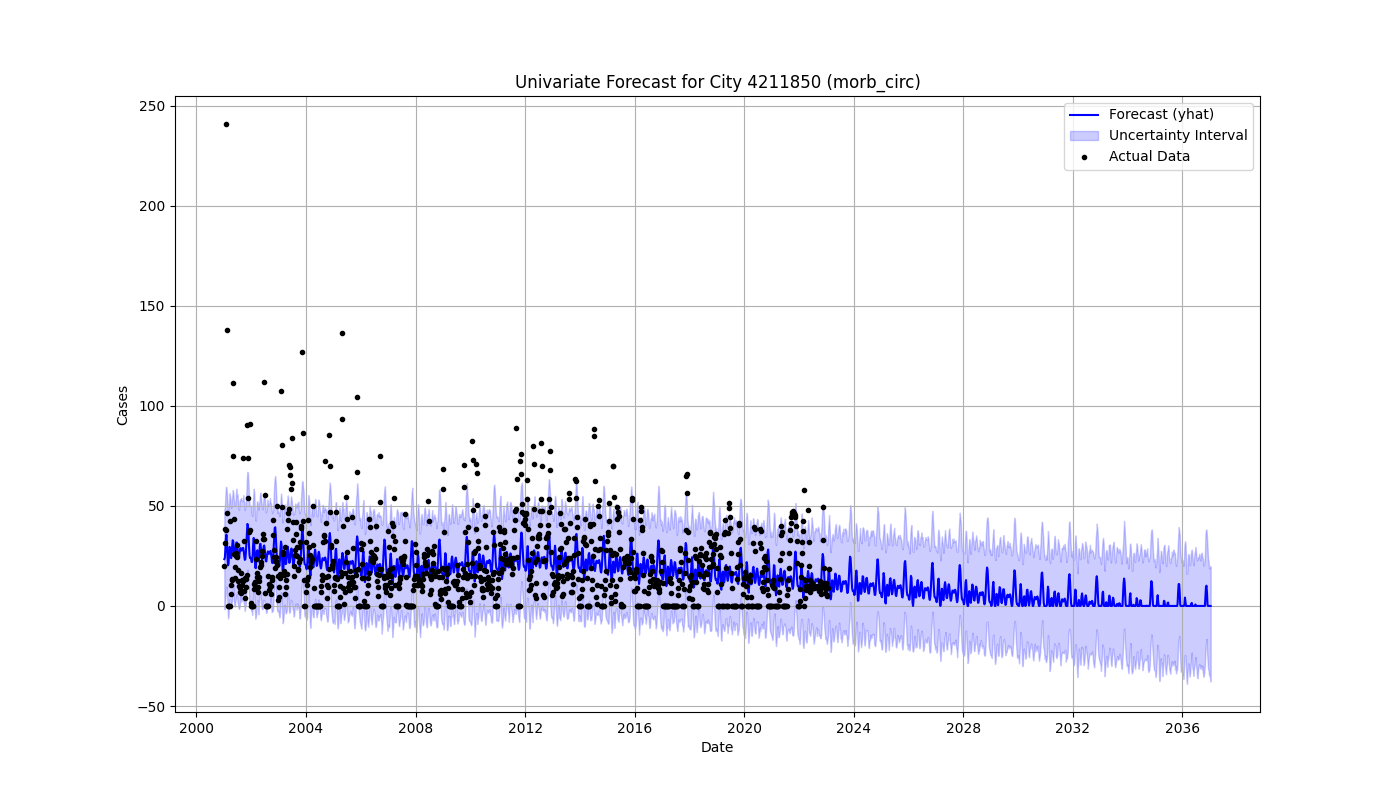 Univariate Forecast for City 4211850 (morb_circ)
Forecast (yhat)
Uncertainty Interval
Actual Data
250
200
150
100
50
0
−50
Cases
2000 2004 2008 2012 2016 2020 2024 2028 2032 2036
Date